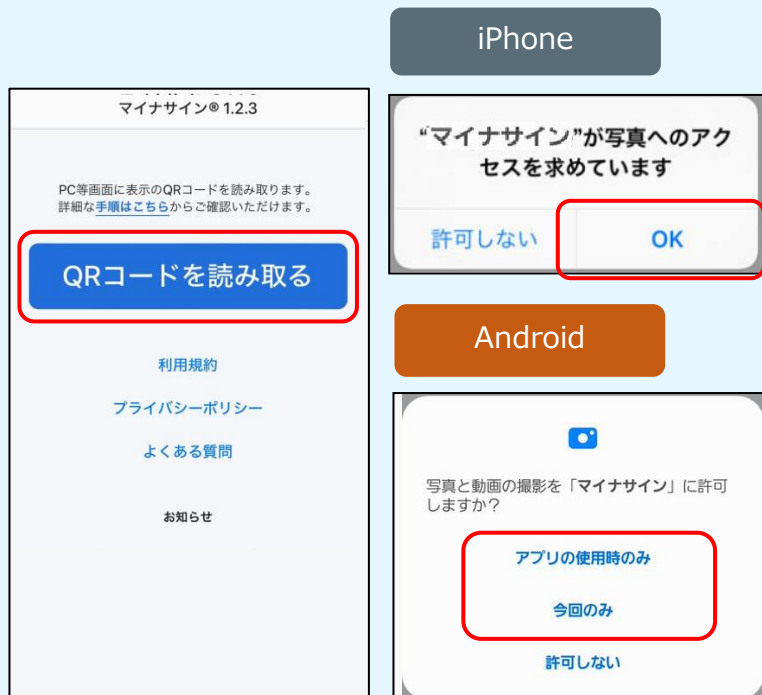 マイナサイン® 1.2.3
PC等画面に表示のQRコードを読み取ります。
詳細な手順はこちらからご確認いただけます。
QRコードを読み取る
利用規約
プライバシーポリシー
よくある質問
お知らせ
iPhone
“マイナサイン”が写真へのアク
セスを求めています
許可しない
OK
Android
写真と動画の撮影を「マイナサイン」に許可
しますか？
アプリの使用時のみ
今回のみ
許可しない